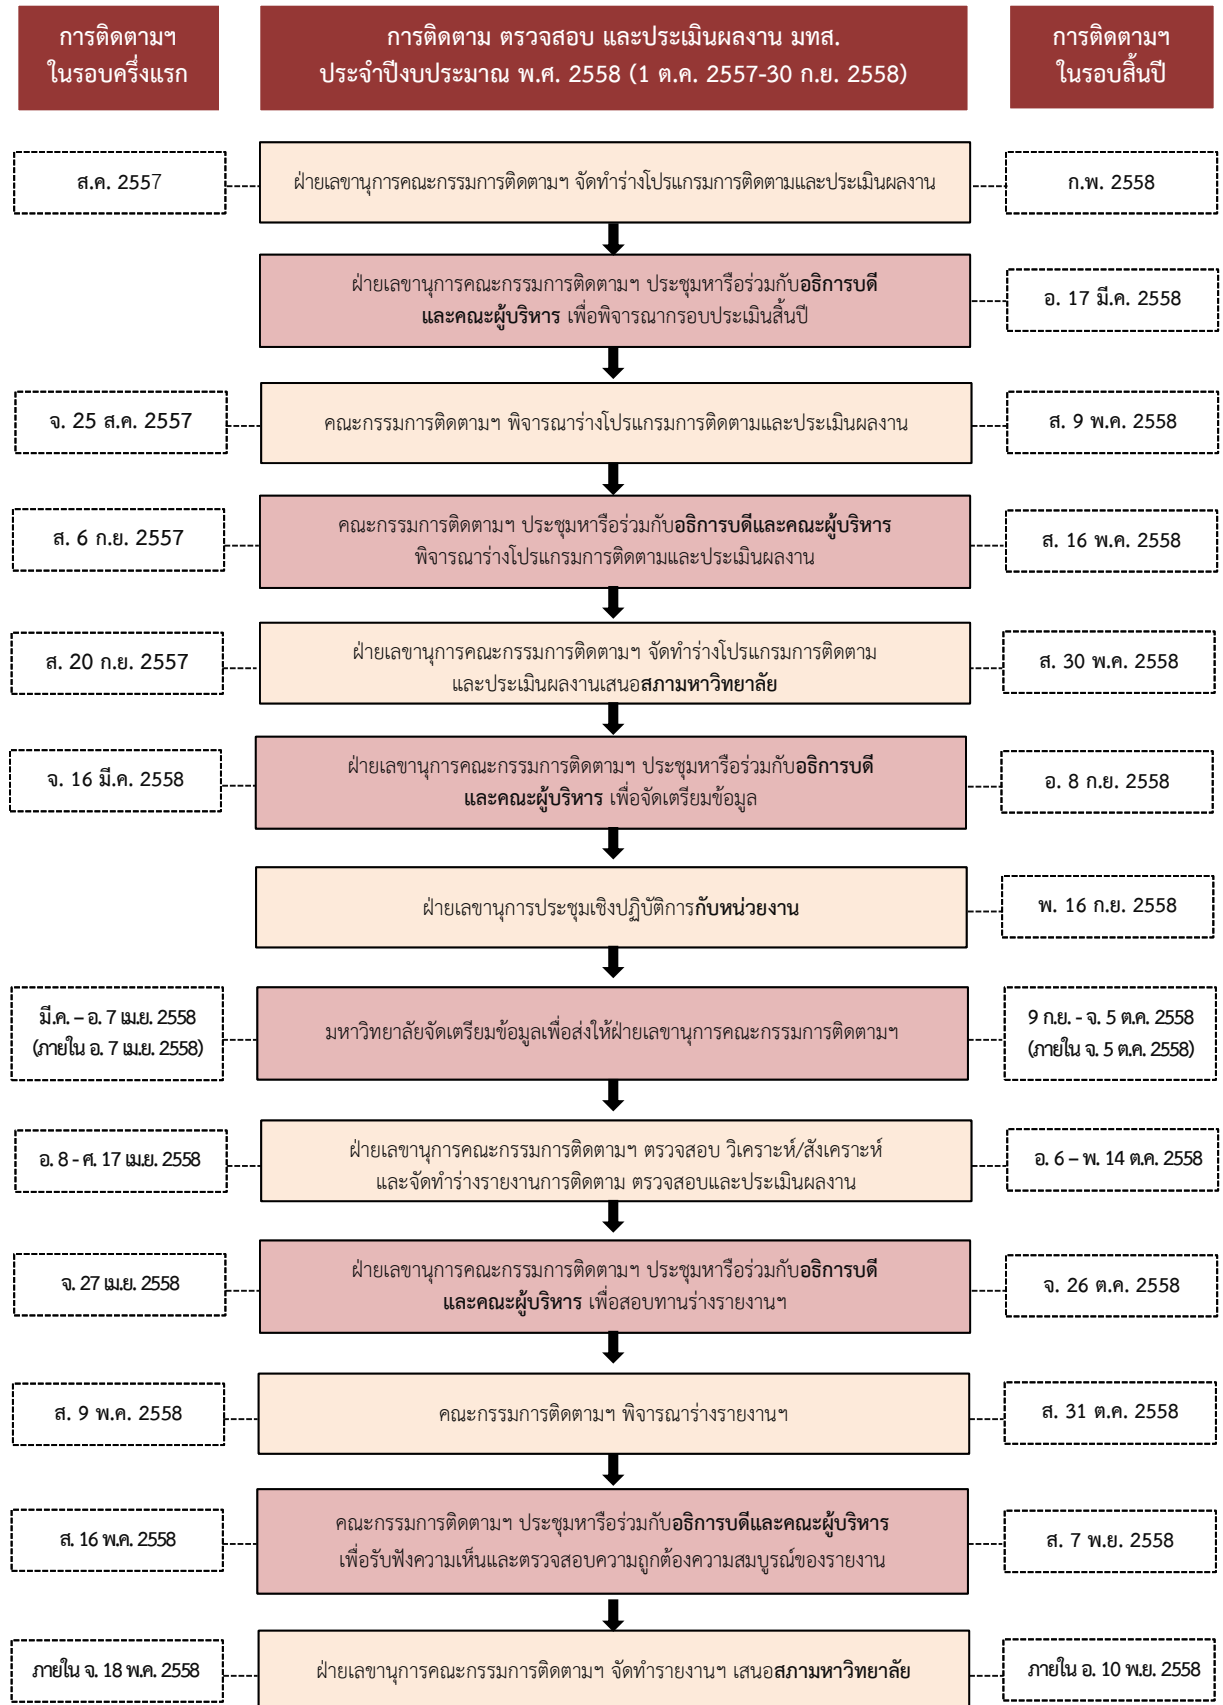 การติดตามฯ
ในรอบครึ่งแรก
การติดตาม ตรวจสอบ และประเมินผลงาน มทส.
ประจำปีงบประมาณ พ.ศ. 2558 (1 ต.ค. 2557-30 ก.ย. 2558)
การติดตามฯ
ในรอบสิ้นปี
ส.ค. 2557
ฝ่ายเลขานุการคณะกรรมการติดตามฯ จัดทำร่างโปรแกรมการติดตามและประเมินผลงาน
ก.พ. 2558
ฝ่ายเลขานุการคณะกรรมการติดตามฯ ประชุมหารือร่วมกับอธิการบดี
และคณะผู้บริหาร เพื่อพิจารณากรอบประเมินสิ้นปี
อ. 17 มี.ค. 2558
จ. 25 ส.ค. 2557
คณะกรรมการติดตามฯ พิจารณาร่างโปรแกรมการติดตามและประเมินผลงาน
ส. 9 พ.ค. 2558
ส. 6 ก.ย. 2557
คณะกรรมการติดตามฯ ประชุมหารือร่วมกับอธิการบดีและคณะผู้บริหาร
พิจารณาร่างโปรแกรมการติดตามและประเมินผลงาน
ส. 16 พ.ค. 2558
ส. 20 ก.ย. 2557
ฝ่ายเลขานุการคณะกรรมการติดตามฯ จัดทำร่างโปรแกรมการติดตาม
และประเมินผลงานเสนอสภามหาวิทยาลัย
ส. 30 พ.ค. 2558
จ. 16 มี.ค. 2558
ฝ่ายเลขานุการคณะกรรมการติดตามฯ ประชุมหารือร่วมกับอธิการบดี
และคณะผู้บริหาร เพื่อจัดเตรียมข้อมูล
อ. 8 ก.ย. 2558
ฝ่ายเลขานุการประชุมเชิงปฏิบัติการกับหน่วยงาน
พ. 16 ก.ย. 2558
มี.ค. – อ. 7 เม.ย. 2558
(ภายใน อ. 7 เม.ย. 2558)
มหาวิทยาลัยจัดเตรียมข้อมูลเพื่อส่งให้ฝ่ายเลขานุการคณะกรรมการติดตามฯ
9 ก.ย. - จ. 5 ต.ค. 2558
(ภายใน จ. 5 ต.ค. 2558)
อ. 8 - ศ. 17 เม.ย. 2558
ฝ่ายเลขานุการคณะกรรมการติดตามฯ ตรวจสอบ วิเคราะห์/สังเคราะห์
และจัดทำร่างรายงานการติดตาม ตรวจสอบและประเมินผลงาน
อ. 6 – พ. 14 ต.ค. 2558
จ. 27 เม.ย. 2558
ฝ่ายเลขานุการคณะกรรมการติดตามฯ ประชุมหารือร่วมกับอธิการบดี
และคณะผู้บริหาร เพื่อสอบทานร่างรายงานฯ
จ. 26 ต.ค. 2558
ส. 9 พ.ค. 2558
คณะกรรมการติดตามฯ พิจารณาร่างรายงานฯ
ส. 31 ต.ค. 2558
ส. 16 พ.ค. 2558
คณะกรรมการติดตามฯ ประชุมหารือร่วมกับอธิการบดีและคณะผู้บริหาร
เพื่อรับฟังความเห็นและตรวจสอบความถูกต้องความสมบูรณ์ของรายงาน
ส. 7 พ.ย. 2558
ภายใน จ. 18 พ.ค. 2558
ฝ่ายเลขานุการคณะกรรมการติดตามฯ จัดทำรายงานฯ เสนอสภามหาวิทยาลัย
ภายใน อ. 10 พ.ย. 2558